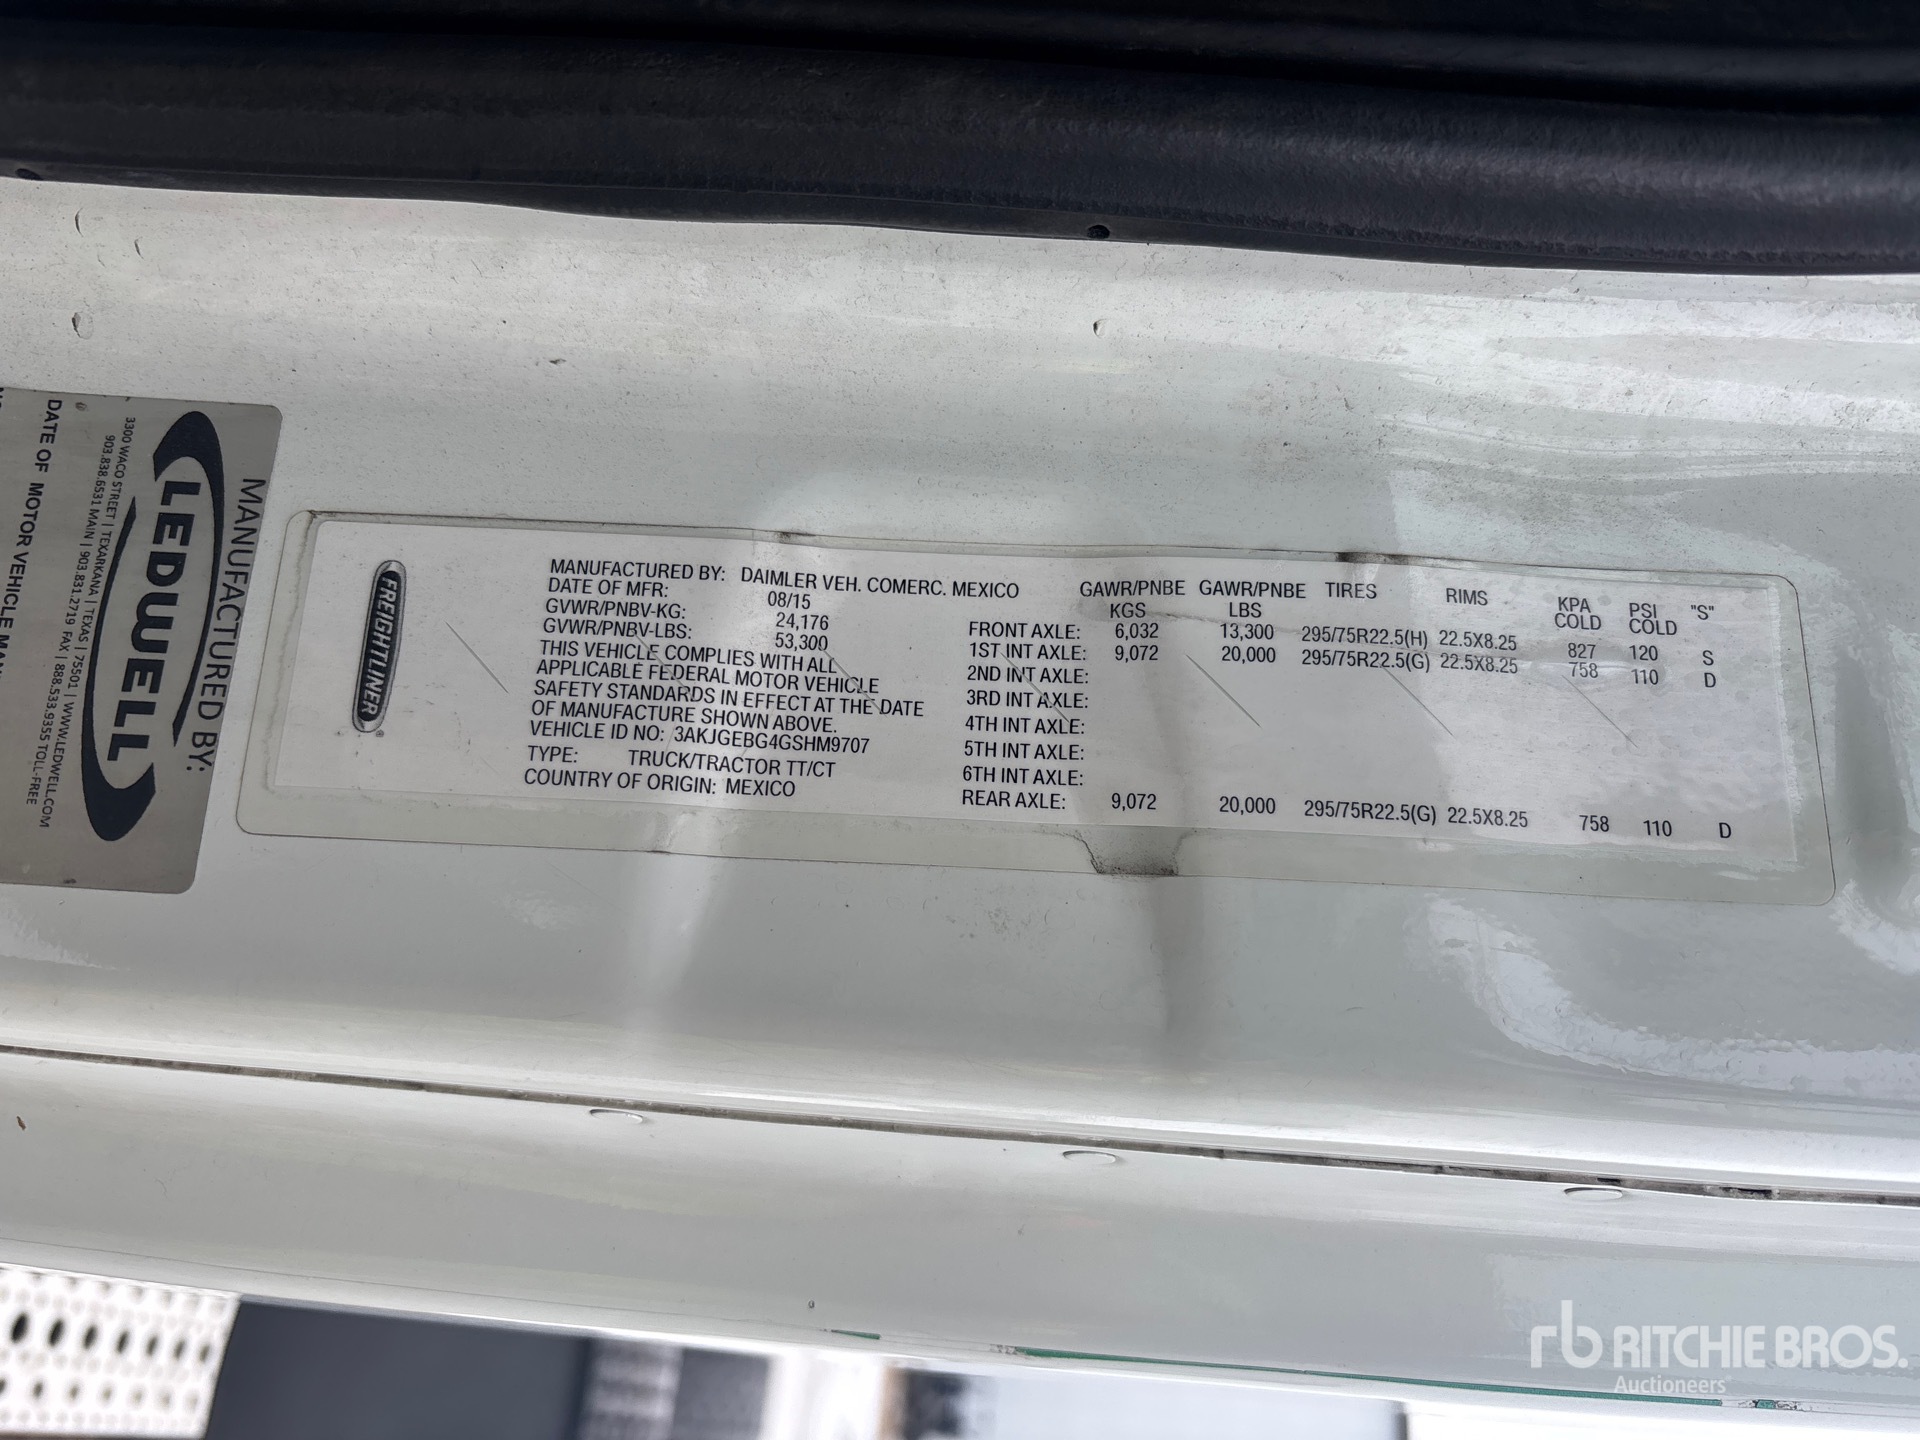 MANUFACTURED BY:
LEDWELL
3300 WACO STREET | TEXARKANA | TEXAS | 75501 | WWW.LEDWELL.COM
903.838.6531 MAIN | 903.831.2719 FAX | 888.533.9355 TOLL-FREE
DATE OF MOTOR VEHICLE
FREIGHTLINER
MANUFACTURED BY: DAIMLER VEH. COMERC. MEXICO
DATE OF MFR: 08/15
GVWR/PNBV-KG: 24,176
GVWR/PNBV-LBS: 53,300
THIS VEHICLE COMPLIES WITH ALL
APPLICABLE FEDERAL MOTOR VEHICLE
SAFETY STANDARDS IN EFFECT AT THE DATE
OF MANUFACTURE SHOWN ABOVE.
VEHICLE ID NO: 3AKJGEBG4GSHM9707
TYPE: TRUCK/TRACTOR TT/CT
COUNTRY OF ORIGIN: MEXICO
GAWR/PNBE KGS GAWR/PNBE LBS TIRES RIMS KPA COLD PSI COLD "S"
FRONT AXLE: 6,032 13,300 295/75R22.5(H) 22.5X8.25 827 120 S
1ST INT AXLE: 9,072 20,000 295/75R22.5(G) 22.5X8.25 758 110 D
2ND INT AXLE:
3RD INT AXLE:
4TH INT AXLE:
5TH INT AXLE:
6TH INT AXLE:
REAR AXLE: 9,072 20,000 295/75R22.5(G) 22.5X8.25 758 110 D
rb RITCHIE BROS.
Auctioneers